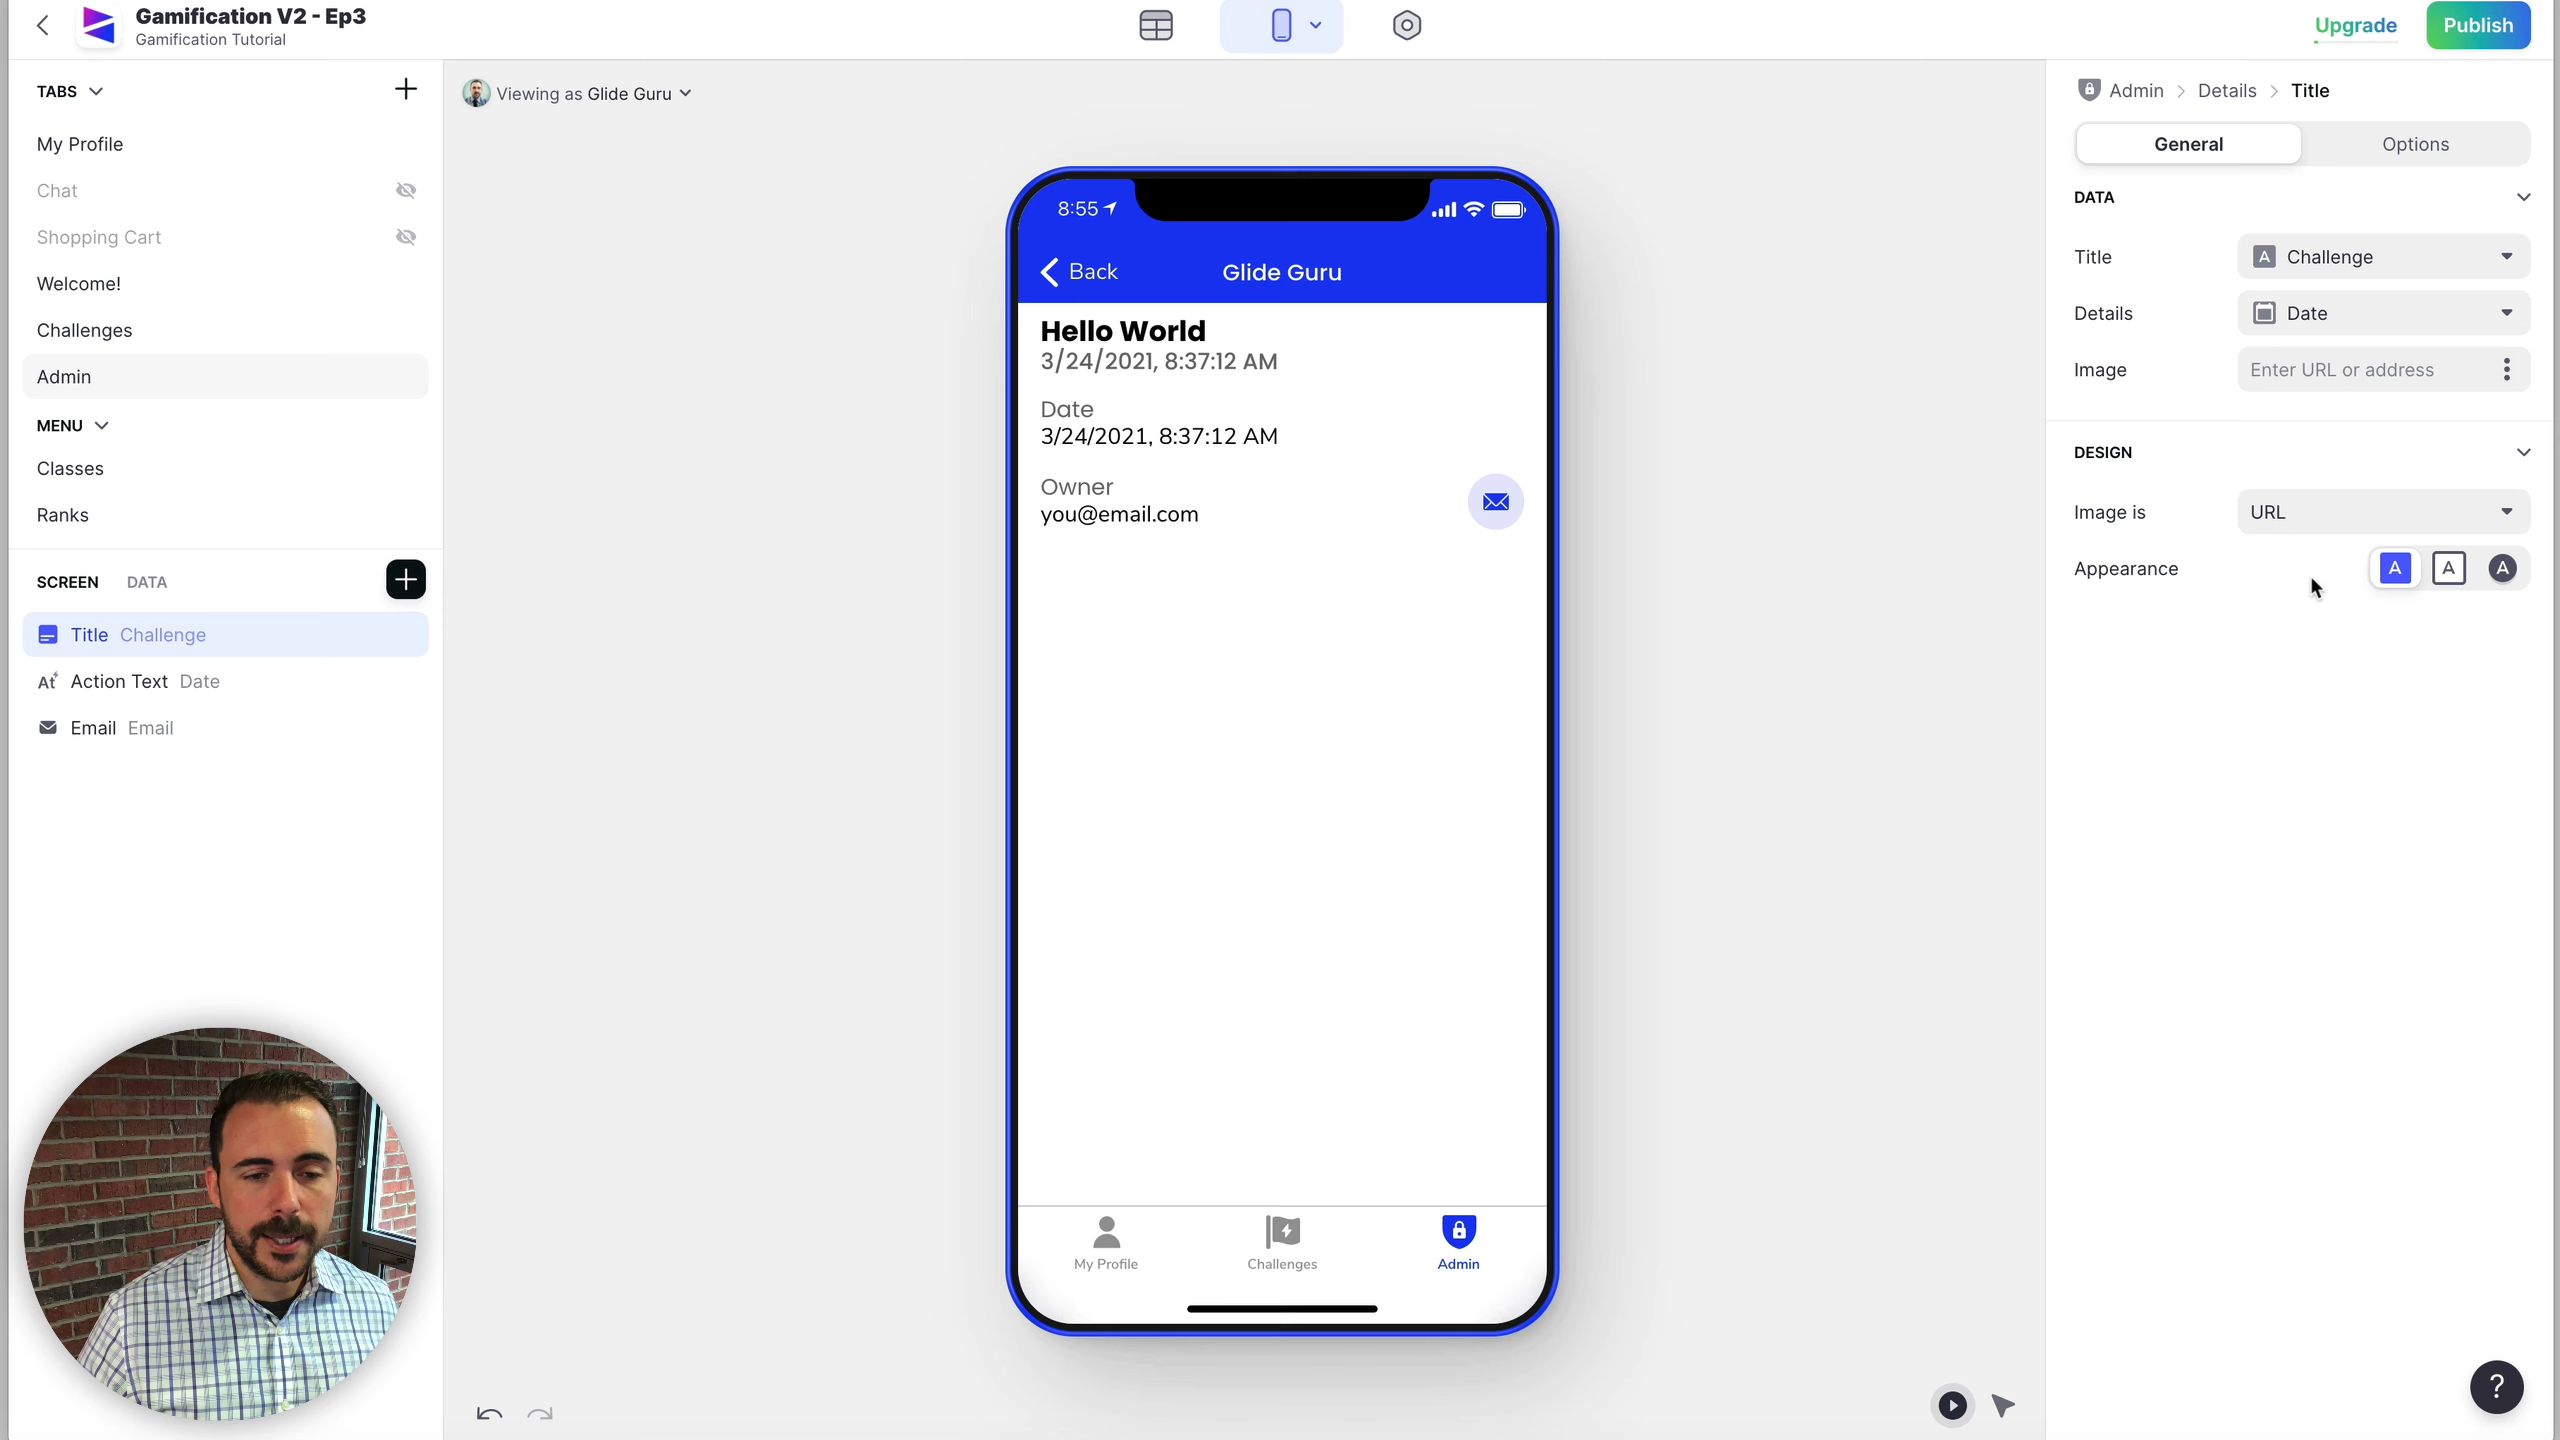 Gamification V2 - Ep3
Gamification Tutorial
Upgrade
Publish
TABS
My Profile
Chat
Shopping Cart
Welcome!
Challenges
Admin
MENU
Classes
Ranks
SCREEN DATA
Title Challenge
Action Text Date
Email Email
Viewing as Glide Guru
8:55
Back
Glide Guru
Hello World
3/24/2021, 8:37:12 AM
Date
3/24/2021, 8:37:12 AM
Owner
you@email.com
My Profile
Challenges
Admin
Admin > Details > Title
General
Options
DATA
Title
A Challenge
Details
Date
Image
Enter URL or address
DESIGN
Image is
URL
Appearance
A A A
?